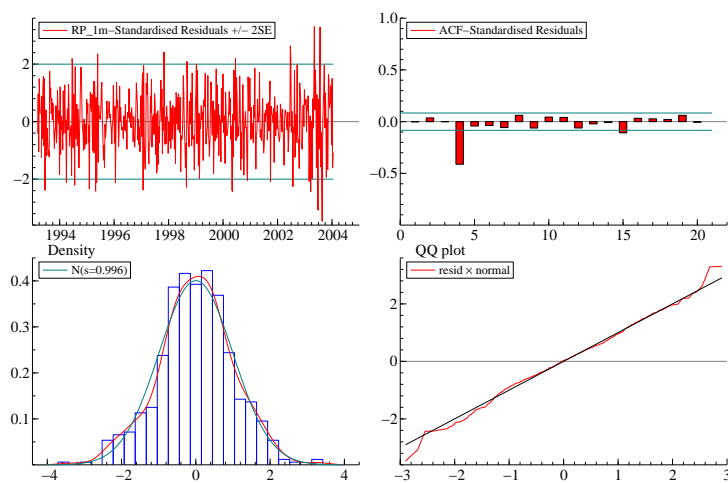 RP_1m−Standardised Residuals +/− 2SE
2
0
−2
1994 1996 1998 2000 2002 2004
1.0
ACF−Standardised Residuals
0.5
0.0
−0.5
0 5 10 15 20
Density
N(s=0.996)
0.4
0.3
0.2
0.1
−4 −2 0 2 4
QQ plot
resid × normal
2
0
−2
−3 −2 −1 0 1 2 3